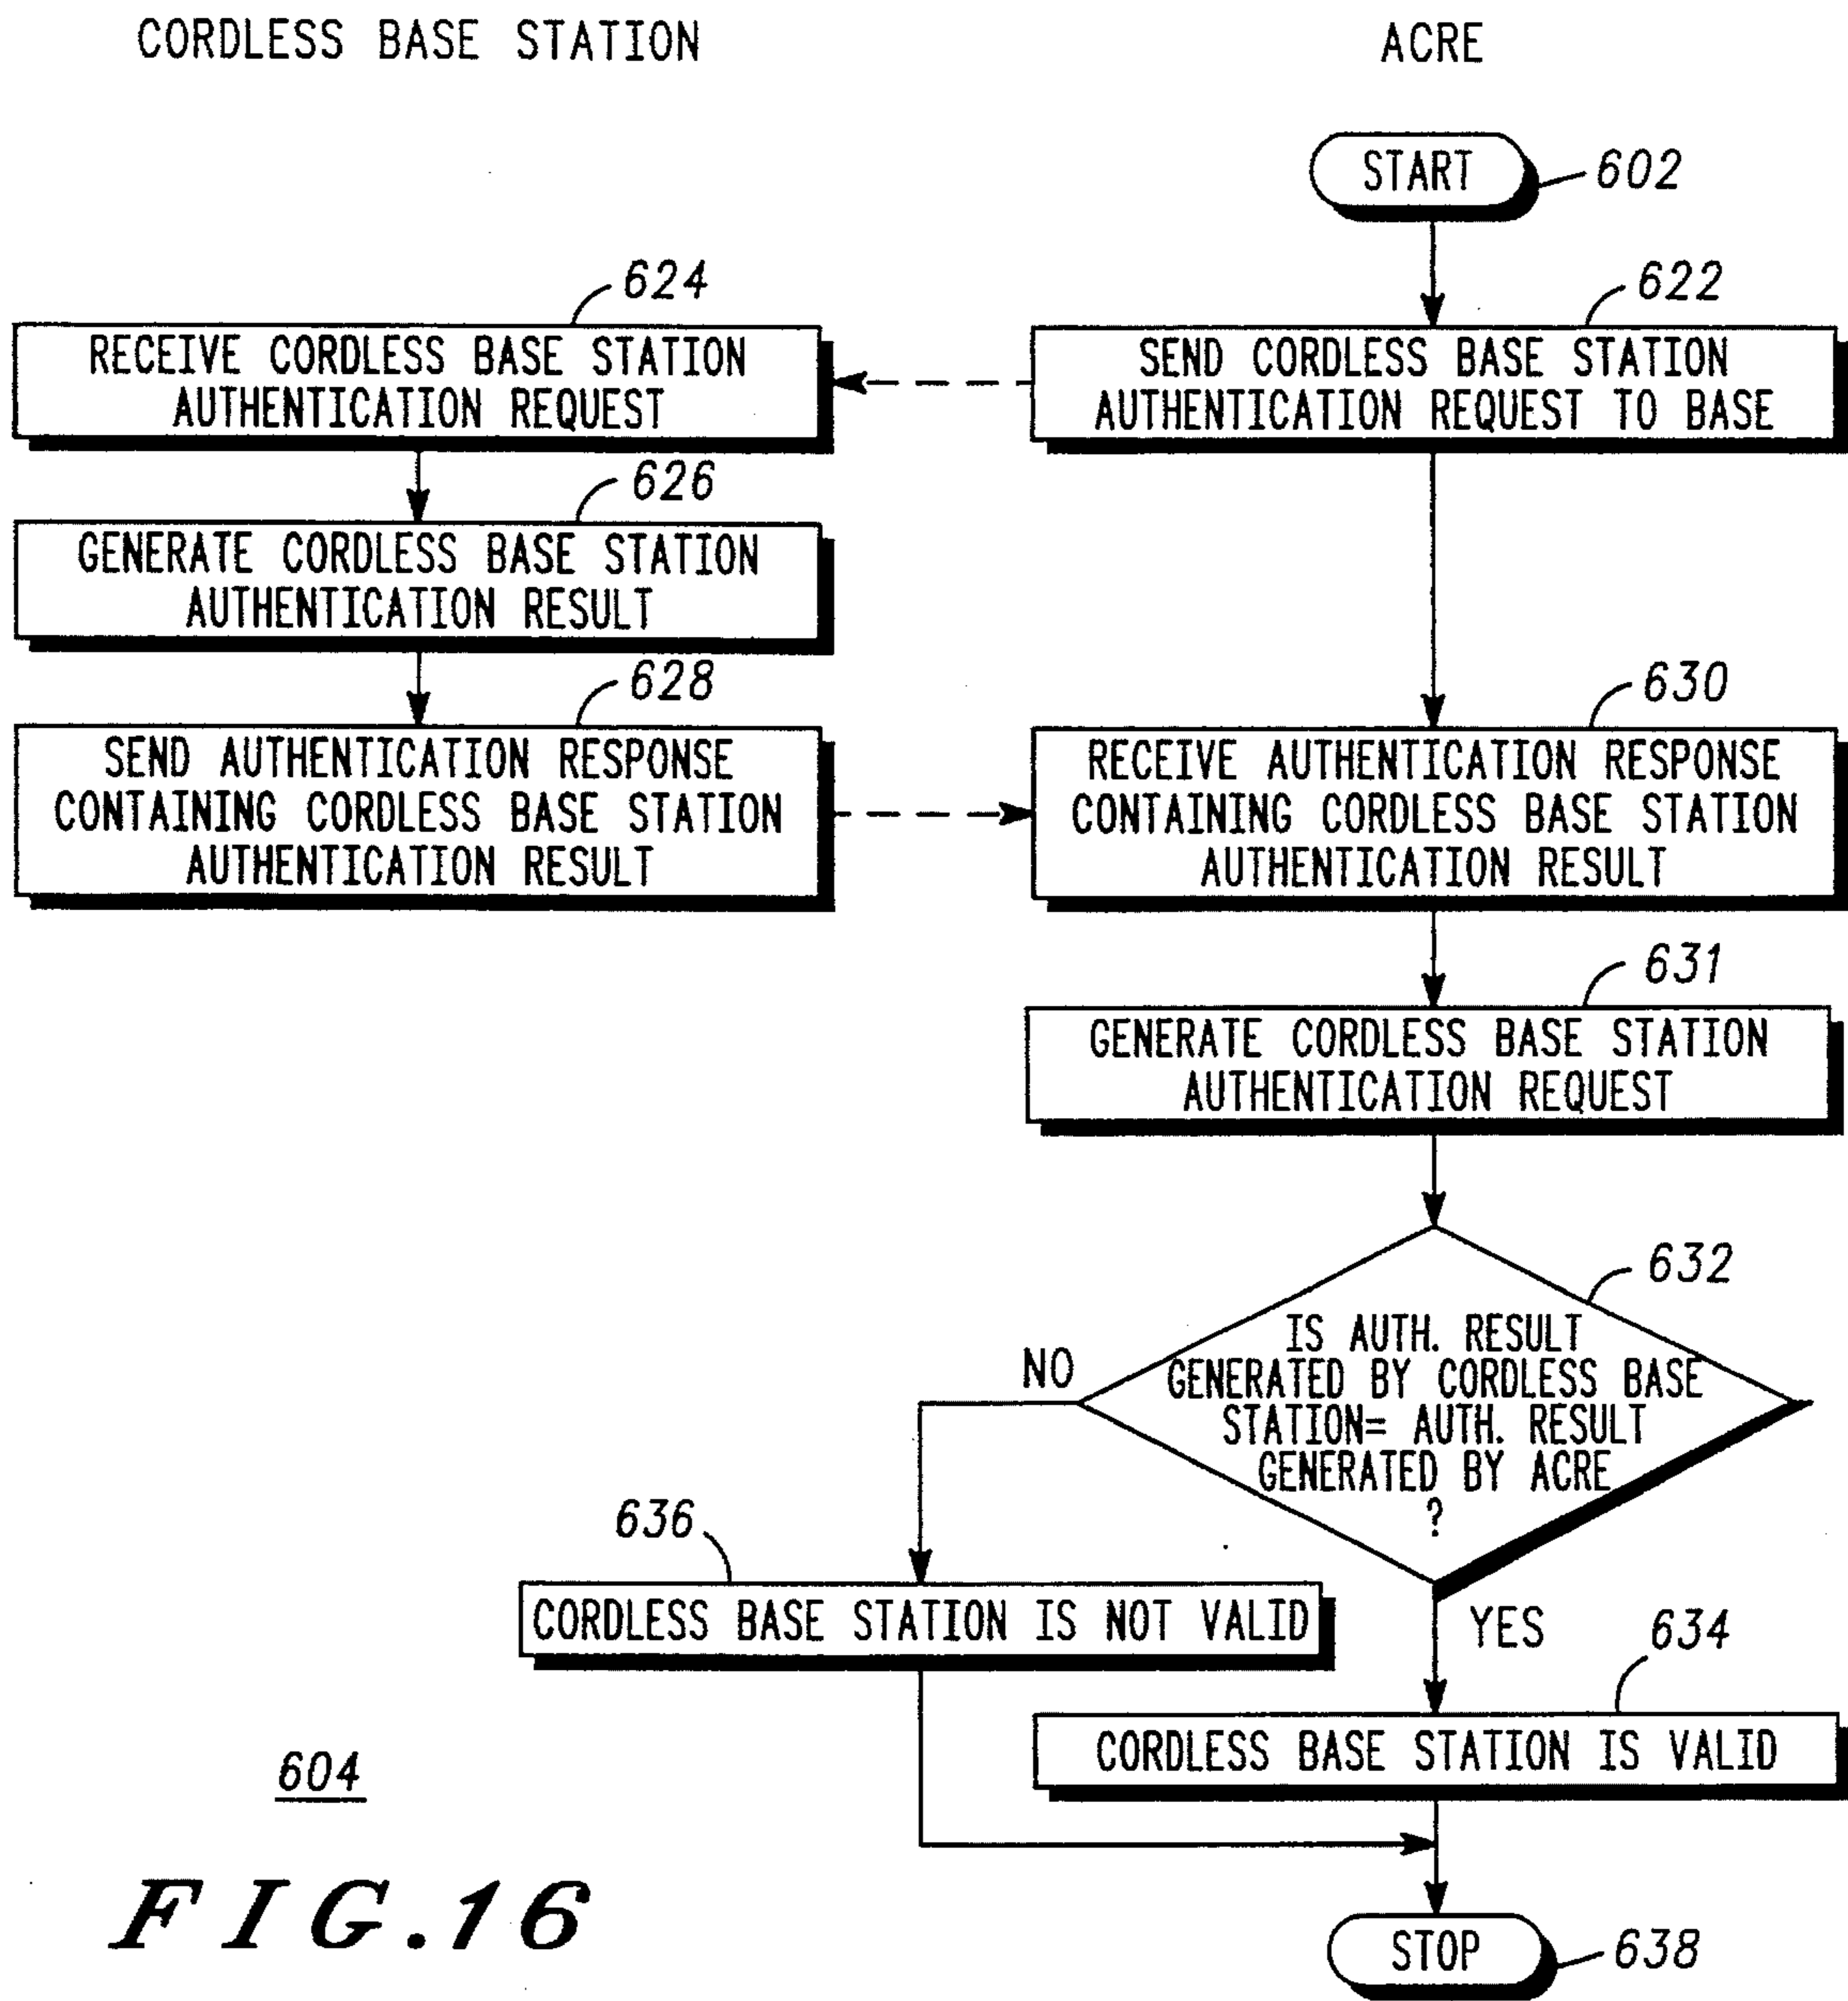 CORDLESS BASE STATION
ACRE
START
602
624
622
RECEIVE CORDLESS BASE STATION
AUTHENTICATION REQUEST
SEND CORDLESS BASE STATION
AUTHENTICATION REQUEST TO BASE
626
GENERATE CORDLESS BASE STATION
AUTHENTICATION RESULT
628
630
SEND AUTHENTICATION RESPONSE
CONTAINING CORDLESS BASE STATION
AUTHENTICATION RESULT
RECEIVE AUTHENTICATION RESPONSE
CONTAINING CORDLESS BASE STATION
AUTHENTICATION RESULT
631
GENERATE CORDLESS BASE STATION
AUTHENTICATION REQUEST
632
IS AUTH. RESULT
GENERATED BY CORDLESS BASE
STATION= AUTH. RESULT
GENERATED BY ACRE
?
NO
636
CORDLESS BASE STATION IS NOT VALID
YES
634
CORDLESS BASE STATION IS VALID
604
FIG.16
STOP
638